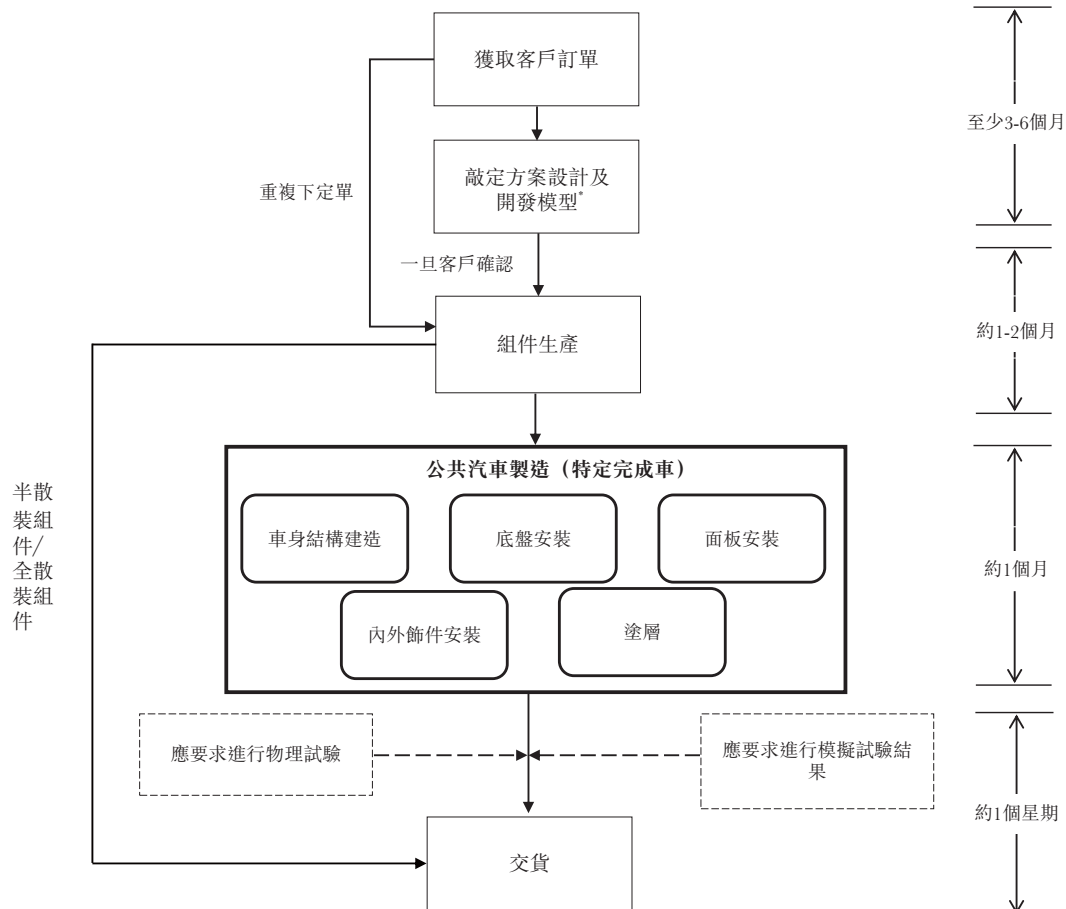 獲取客戶訂單
至少3-6個月
敲定方案設計及
開發模型*
重複下定單
一旦客戶確認
組件生產
約1-2個月
公共汽車製造（特定完成車）
車身結構建造
底盤安裝
面板安裝
內外飾件安裝
塗層
約1個月
半散
裝組
件/
全散
裝組
件
應要求進行物理試驗
應要求進行模擬試驗結
果
約1個星期
交貨